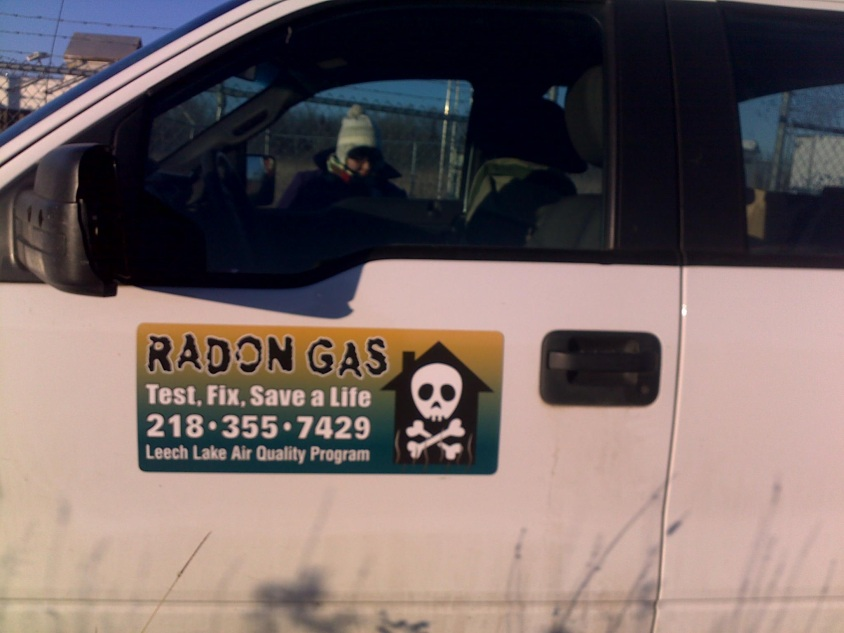 RADON GAS
Test, Fix, Save a Life
218•355•7429
Leech Lake Air Quality Program